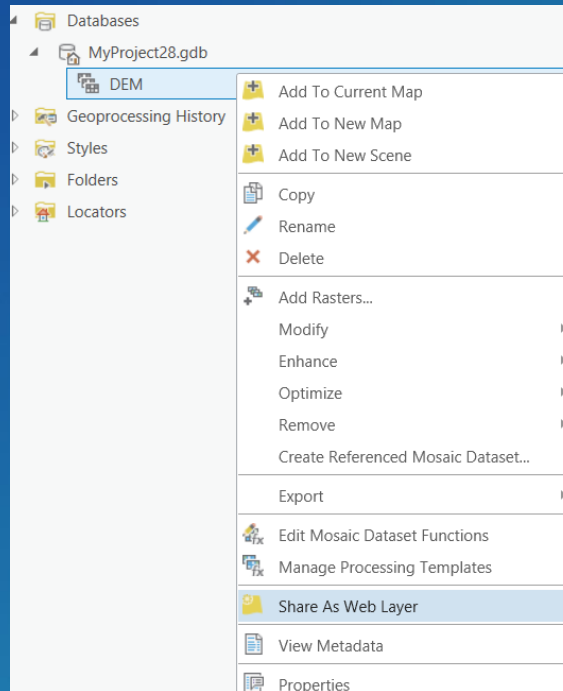 Databases
MyProject28.gdb
DEM
Geoprocessing History
Styles
Folders
Locators
Add To Current Map
Add To New Map
Add To New Scene
Copy
Rename
Delete
Add Rasters...
Modify
Enhance
Optimize
Remove
Create Referenced Mosaic Dataset...
Export
Edit Mosaic Dataset Functions
Manage Processing Templates
Share As Web Layer
View Metadata
Properties